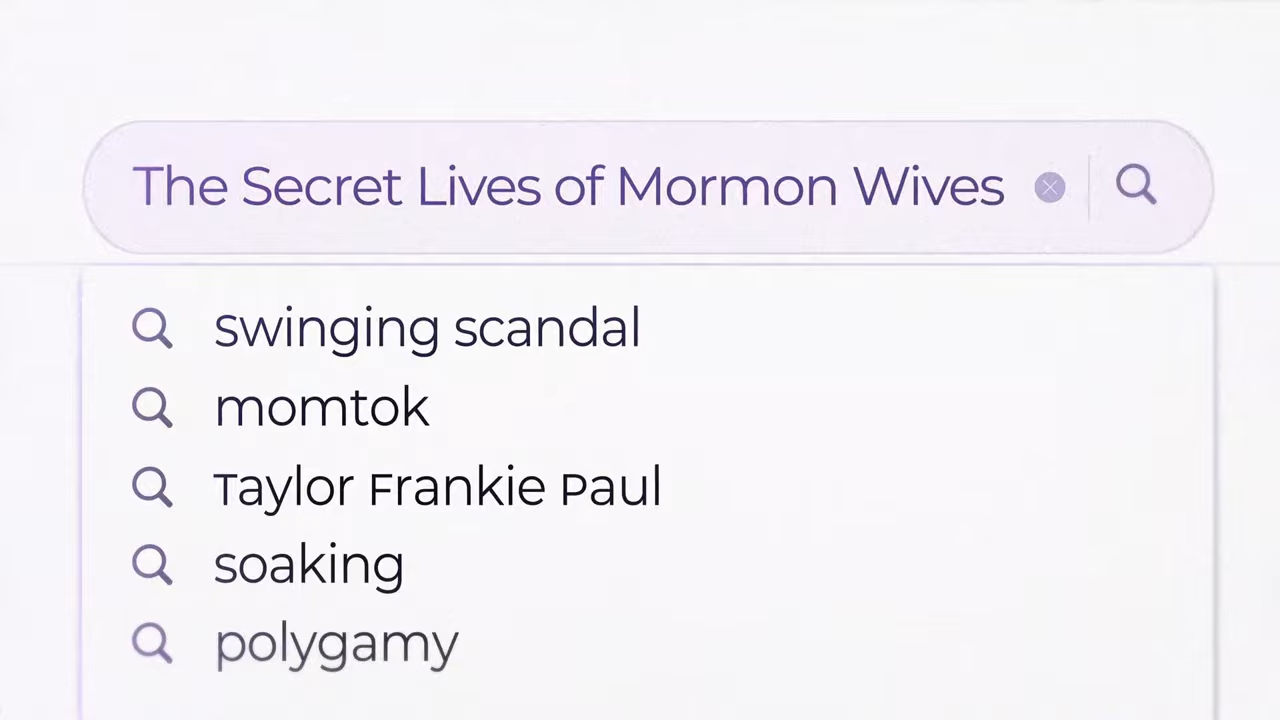 The Secret Lives of Mormon Wives
swinging scandal
momtok
Taylor Frankie Paul
soaking
polygamy